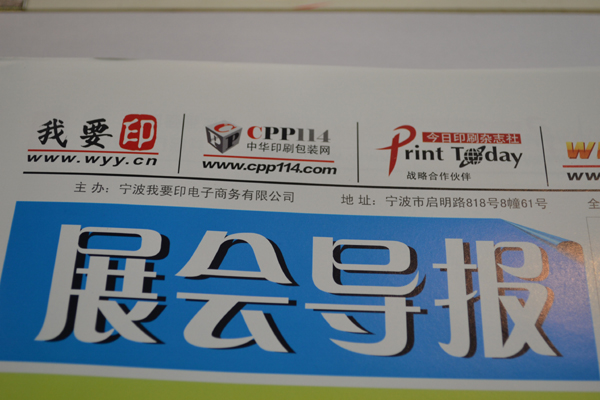 我要印
www.wyy.cn
CPP114
中华印刷包装网
www.cpp114.com
今日印刷杂志社
Print Today
战略合作伙伴
主 办：宁波我要印电子商务有限公司
地 址：宁波市启明路818号8幢61号
全
展会导报